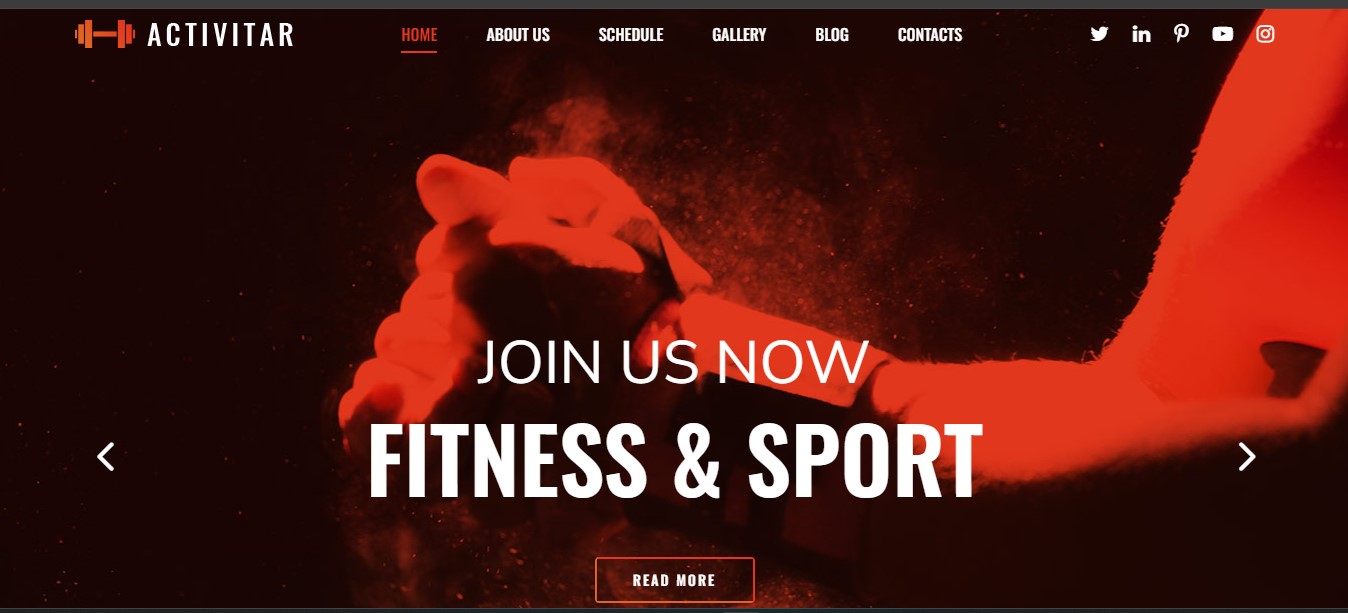 ACTIVITAR
HOME ABOUT US SCHEDULE GALLERY BLOG CONTACTS
JOIN US NOW
FITNESS & SPORT
READ MORE